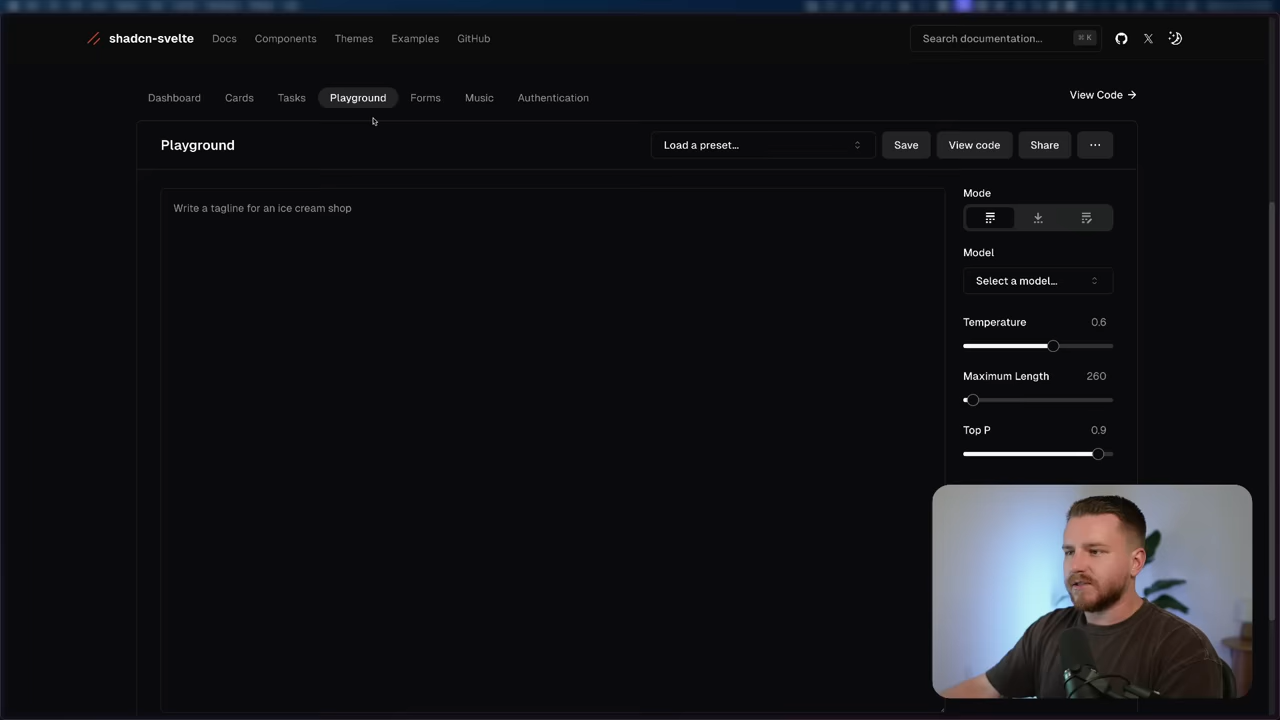 shadcn-svelte Docs Components Themes Examples GitHub Search documentation... ⌘ K
Dashboard Cards Tasks Playground Forms Music Authentication View Code →
Playground Load a preset... Save View code Share ...
Write a tagline for an ice cream shop
Mode
Model
Select a model...
Temperature 0.6
Maximum Length 260
Top P 0.9